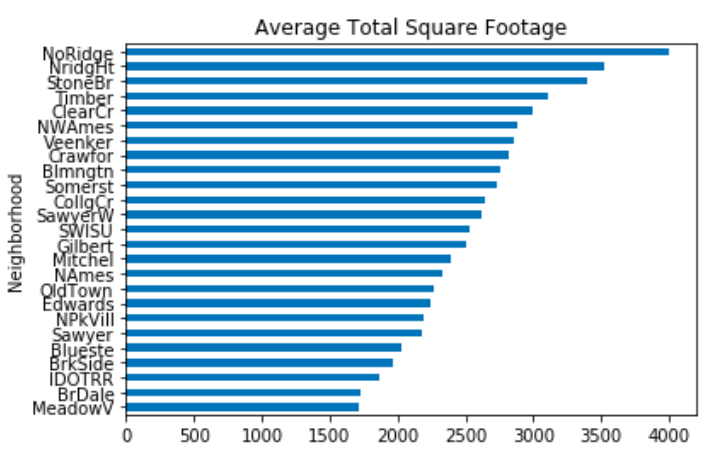 Average Total Square Footage
Neighborhood
NoRidge
NridgHt
StoneBr
Timber
ClearCr
NWAmes
Veenker
Crawfor
Blmngtn
Somerst
CollgCr
SawyerW
SWISU
Gilbert
Mitchel
NAmes
OldTown
Edwards
NPkVill
Sawyer
Blueste
BrkSide
IDOTRR
BrDale
MeadowV
0 500 1000 1500 2000 2500 3000 3500 4000